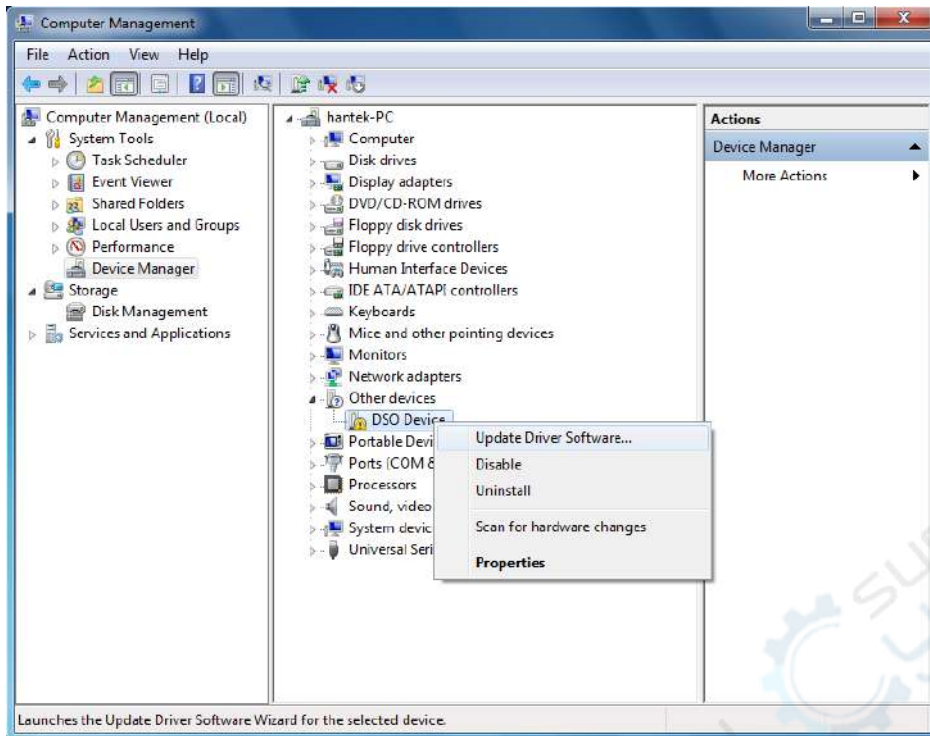 Computer Management
File Action View Help
Computer Management (Local)
System Tools
Task Scheduler
Event Viewer
Shared Folders
Local Users and Groups
Performance
Device Manager
Storage
Disk Management
Services and Applications
hantek-PC
Computer
Disk drives
Display adapters
DVD/CD-ROM drives
Floppy disk drives
Floppy drive controllers
Human Interface Devices
IDE ATA/ATAPI controllers
Keyboards
Mice and other pointing devices
Monitors
Network adapters
Other devices
DSO Device
Portable Devi
Ports (COM &
Processors
Sound, video
System devic
Universal Seri
Update Driver Software...
Disable
Uninstall
Scan for hardware changes
Properties
Actions
Device Manager
More Actions
Launches the Update Driver Software Wizard for the selected device.